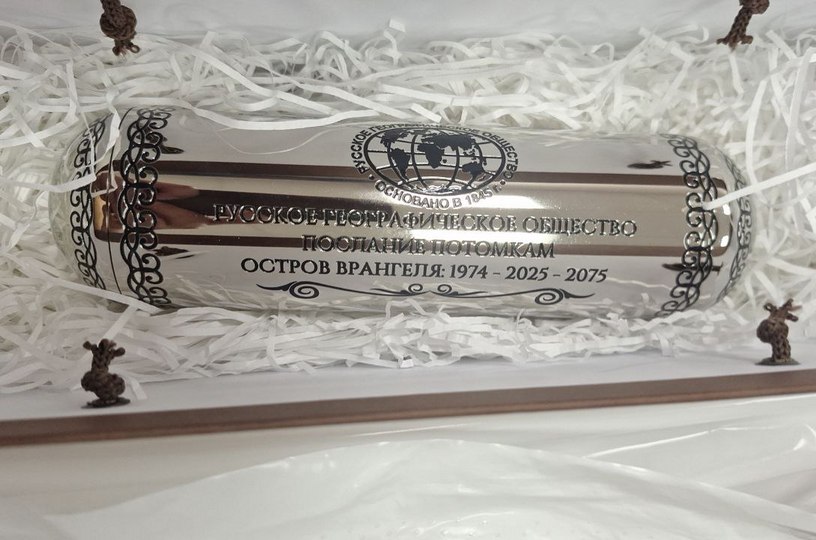 РУССКОЕ ГЕОГРАФИЧЕСКОЕ ОБЩЕСТВО
• ОСНОВАНО В 1845 Г. •
РУССКОЕ ГЕОГРАФИЧЕСКОЕ ОБЩЕСТВО
ПОСЛАНИЕ ПОТОМКАМ
ОСТРОВ ВРАНГЕЛЯ: 1974 – 2025 – 2075